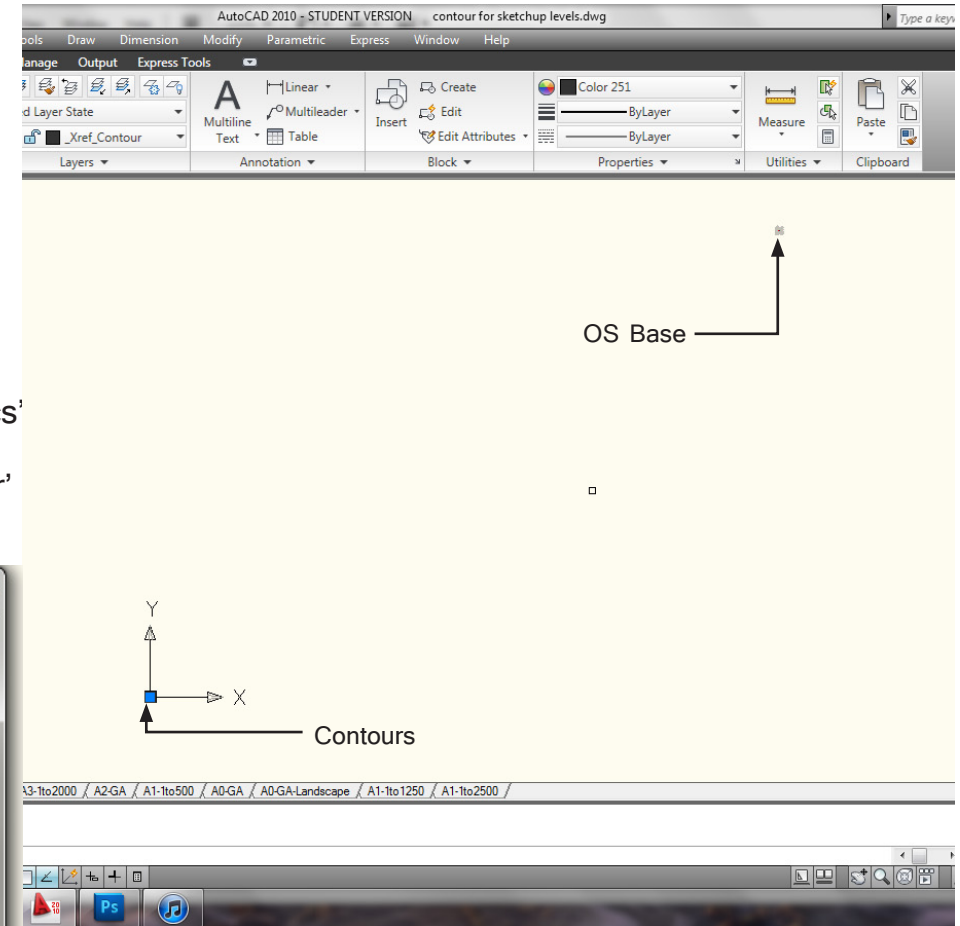 AutoCAD 2010 - STUDENT VERSION contour for sketchup levels.dwg
Type a keyw
ools Draw Dimension Modify Parametric Express Window Help
anage Output Express Tools
Linear
Create
Color 251
d Layer State
Multiline Text
Multileader
Insert
Edit
ByLayer
Measure
Paste
_Xref_Contour
Table
Edit Attributes
ByLayer
Layers
Annotation
Block
Properties
Utilities
Clipboard
OS Base
s’
r’
Y
X
Contours
A3-1to2000 / A2-GA / A1-1to500 / A0-GA / A0-GA-Landscape / A1-1to1250 / A1-1to2500 /
Ps